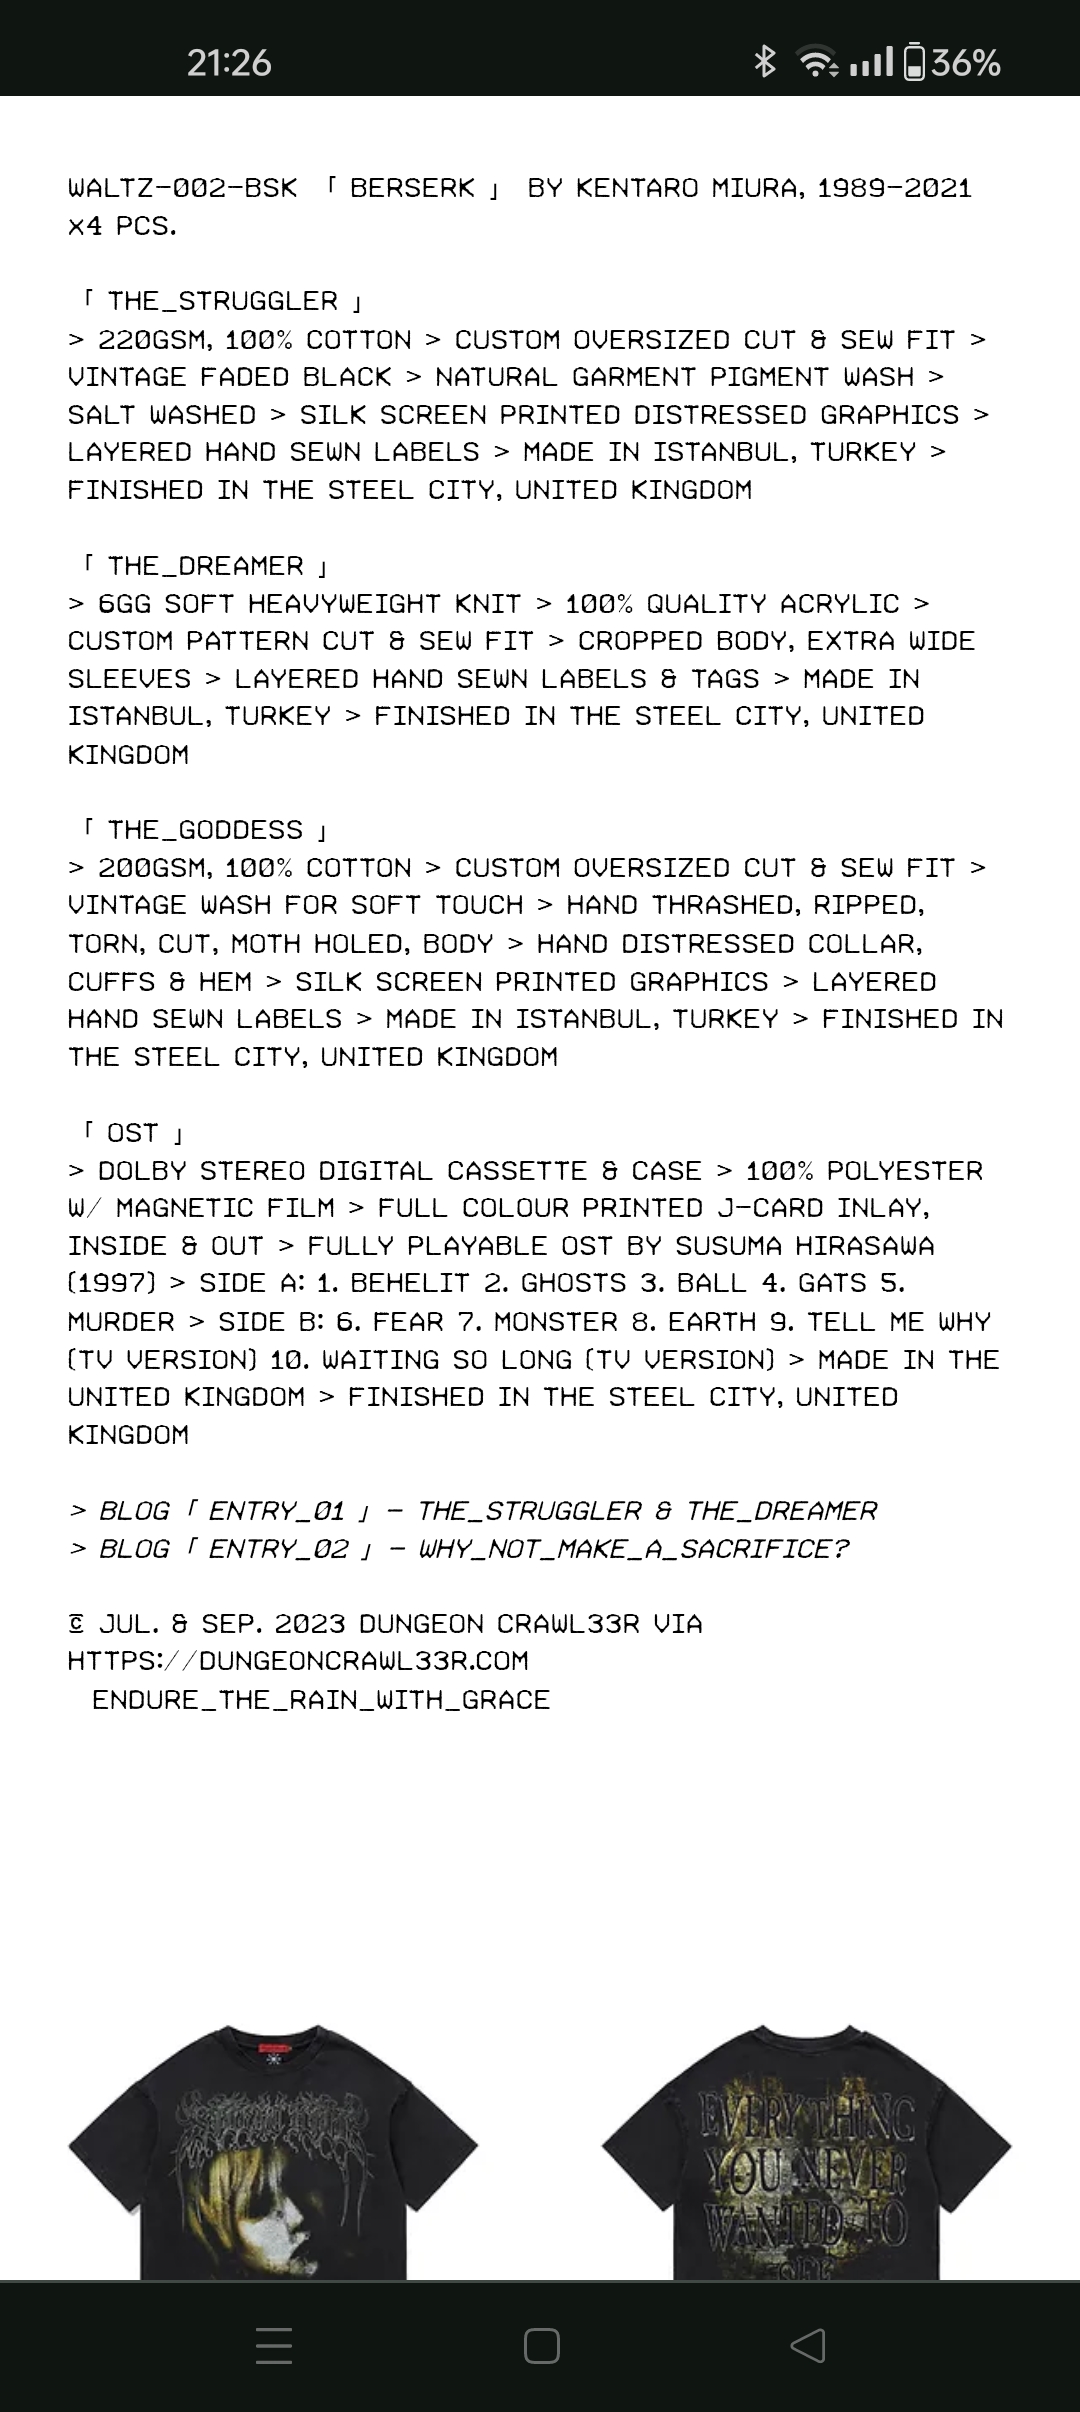 21:26
36%
WALTZ-002-BSK 「 BERSERK 」 BY KENTARO MIURA, 1989-2021
x4 PCS.
「 THE_STRUGGLER 」
> 220GSM, 100% COTTON > CUSTOM OVERSIZED CUT & SEW FIT >
VINTAGE FADED BLACK > NATURAL GARMENT PIGMENT WASH >
SALT WASHED > SILK SCREEN PRINTED DISTRESSED GRAPHICS >
LAYERED HAND SEWN LABELS > MADE IN ISTANBUL, TURKEY >
FINISHED IN THE STEEL CITY, UNITED KINGDOM
「 THE_DREAMER 」
> 6GG SOFT HEAVYWEIGHT KNIT > 100% QUALITY ACRYLIC >
CUSTOM PATTERN CUT & SEW FIT > CROPPED BODY, EXTRA WIDE
SLEEVES > LAYERED HAND SEWN LABELS & TAGS > MADE IN
ISTANBUL, TURKEY > FINISHED IN THE STEEL CITY, UNITED
KINGDOM
「 THE_GODDESS 」
> 200GSM, 100% COTTON > CUSTOM OVERSIZED CUT & SEW FIT >
VINTAGE WASH FOR SOFT TOUCH > HAND THRASHED, RIPPED,
TORN, CUT, MOTH HOLED, BODY > HAND DISTRESSED COLLAR,
CUFFS & HEM > SILK SCREEN PRINTED GRAPHICS > LAYERED
HAND SEWN LABELS > MADE IN ISTANBUL, TURKEY > FINISHED IN
THE STEEL CITY, UNITED KINGDOM
「 OST 」
> DOLBY STEREO DIGITAL CASSETTE & CASE > 100% POLYESTER
W/ MAGNETIC FILM > FULL COLOUR PRINTED J-CARD INLAY,
INSIDE & OUT > FULLY PLAYABLE OST BY SUSUMA HIRASAWA
(1997) > SIDE A: 1. BEHELIT 2. GHOSTS 3. BALL 4. GATS 5.
MURDER > SIDE B: 6. FEAR 7. MONSTER 8. EARTH 9. TELL ME WHY
(TV VERSION) 10. WAITING SO LONG (TV VERSION) > MADE IN THE
UNITED KINGDOM > FINISHED IN THE STEEL CITY, UNITED
KINGDOM
> BLOG 「 ENTRY_01 」 - THE_STRUGGLER & THE_DREAMER
> BLOG 「 ENTRY_02 」 - WHY_NOT_MAKE_A_SACRIFICE?
© JUL. & SEP. 2023 DUNGEON CRAWL33R VIA
HTTPS://DUNGEONCRAWL33R.COM
ENDURE_THE_RAIN_WITH_GRACE
EVERYTHING
YOU NEVER
WANTED TO